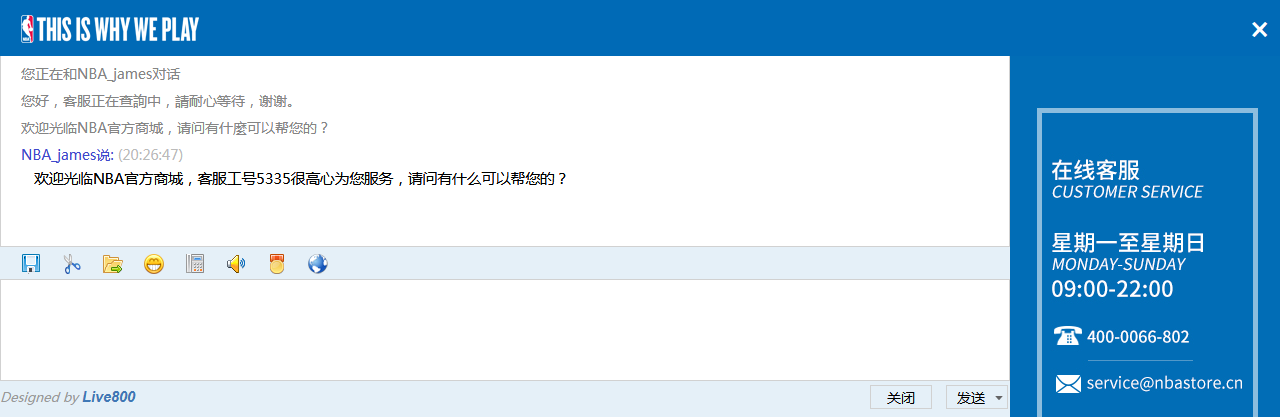 NBA THIS IS WHY WE PLAY
×
您正在和NBA_james对话
您好，客服正在查詢中，請耐心等待，谢谢。
欢迎光临NBA官方商城，请问有什麼可以帮您的？
NBA_james说: (20:26:47)
欢迎光临NBA官方商城，客服工号5335很高心为您服务，请问有什么可以帮您的？
Designed by Live800
关闭
发送
在线客服
CUSTOMER SERVICE
星期一至星期日
MONDAY-SUNDAY
09:00-22:00
400-0066-802
service@nbastore.cn